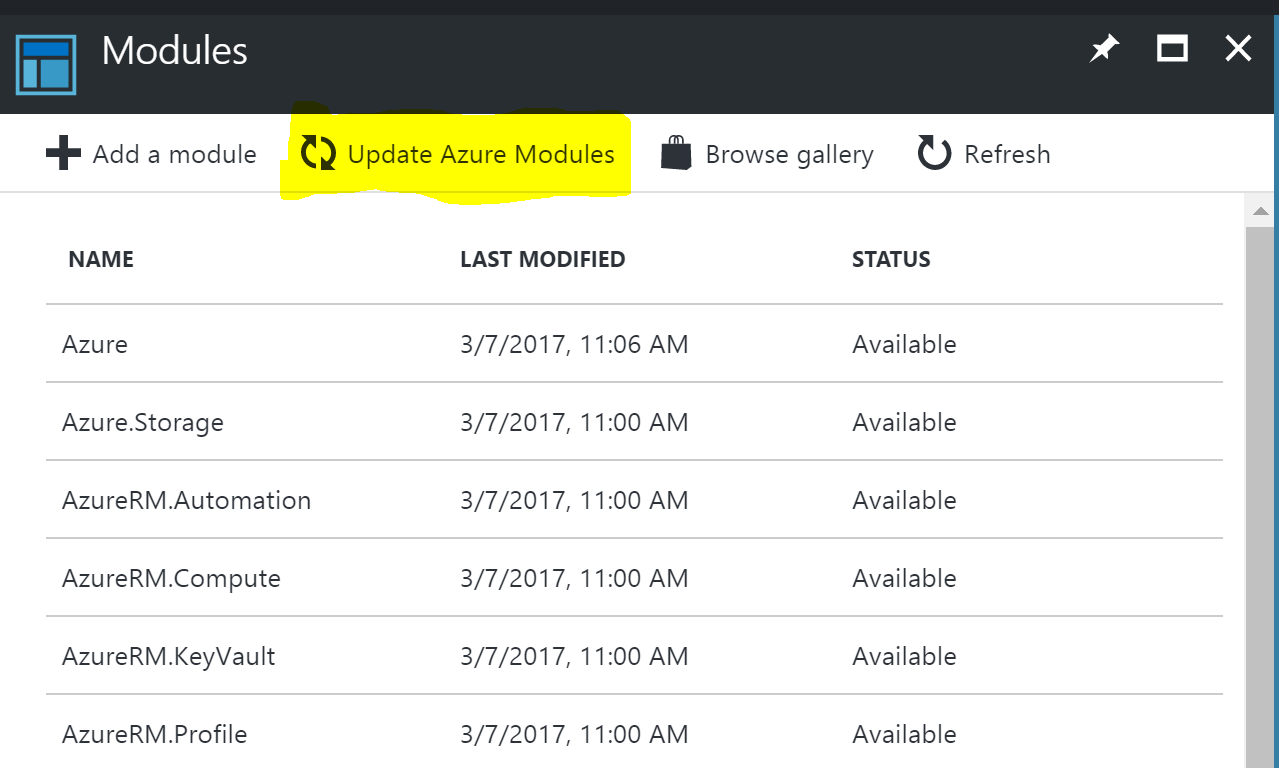 Modules
Add a module Update Azure Modules Browse gallery Refresh
NAME LAST MODIFIED STATUS
Azure 3/7/2017, 11:06 AM Available
Azure.Storage 3/7/2017, 11:00 AM Available
AzureRM.Automation 3/7/2017, 11:00 AM Available
AzureRM.Compute 3/7/2017, 11:00 AM Available
AzureRM.KeyVault 3/7/2017, 11:00 AM Available
AzureRM.Profile 3/7/2017, 11:00 AM Available